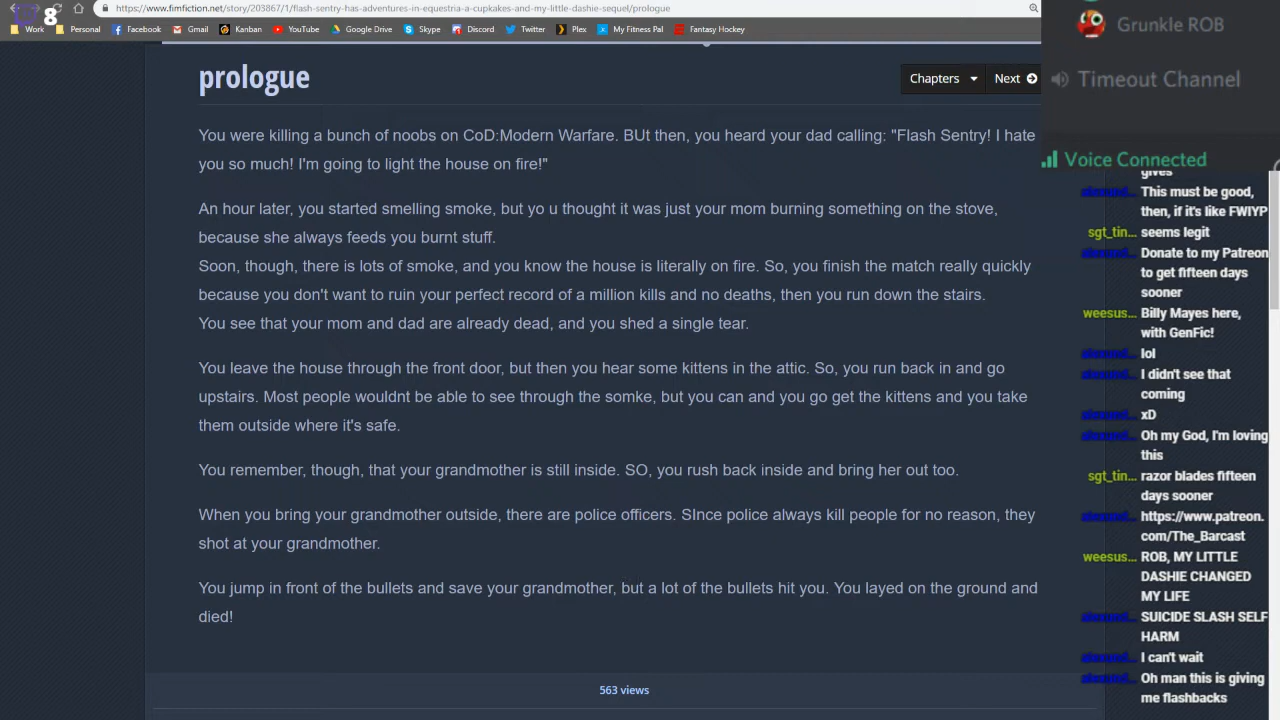 8
https://www.fimfiction.net/story/203867/1/flash-sentry-has-adventures-in-equestria-a-cupkakes-and-my-little-dashie-sequel/prologue
Work Personal Facebook Gmail Kanban YouTube Google Drive Skype Discord Twitter Plex My Fitness Pal Fantasy Hockey
prologue
Chapters Next
You were killing a bunch of noobs on CoD:Modern Warfare. BUt then, you heard your dad calling: "Flash Sentry! I hate
you so much! I'm going to light the house on fire!"
An hour later, you started smelling smoke, but yo u thought it was just your mom burning something on the stove,
because she always feeds you burnt stuff.
Soon, though, there is lots of smoke, and you know the house is literally on fire. So, you finish the match really quickly
because you don't want to ruin your perfect record of a million kills and no deaths, then you run down the stairs.
You see that your mom and dad are already dead, and you shed a single tear.
You leave the house through the front door, but then you hear some kittens in the attic. So, you run back in and go
upstairs. Most people wouldnt be able to see through the somke, but you can and you go get the kittens and you take
them outside where it's safe.
You remember, though, that your grandmother is still inside. SO, you rush back inside and bring her out too.
When you bring your grandmother outside, there are police officers. SInce police always kill people for no reason, they
shot at your grandmother.
You jump in front of the bullets and save your grandmother, but a lot of the bullets hit you. You layed on the ground and
died!
563 views
Grunkle ROB
Timeout Channel
Voice Connected
gives
This must be good,
then, if it's like FWIYP
sgt_tin... seems legit
Donate to my Patreon
to get fifteen days
sooner
weesus... Billy Mayes here,
with GenFic!
lol
I didn't see that
coming
xD
Oh my God, I'm loving
this
sgt_tin... razor blades fifteen
days sooner
https://www.patreon.
com/The_Barcast
weesus... ROB, MY LITTLE
DASHIE CHANGED
MY LIFE
SUICIDE SLASH SELF
HARM
I can't wait
Oh man this is giving
me flashbacks